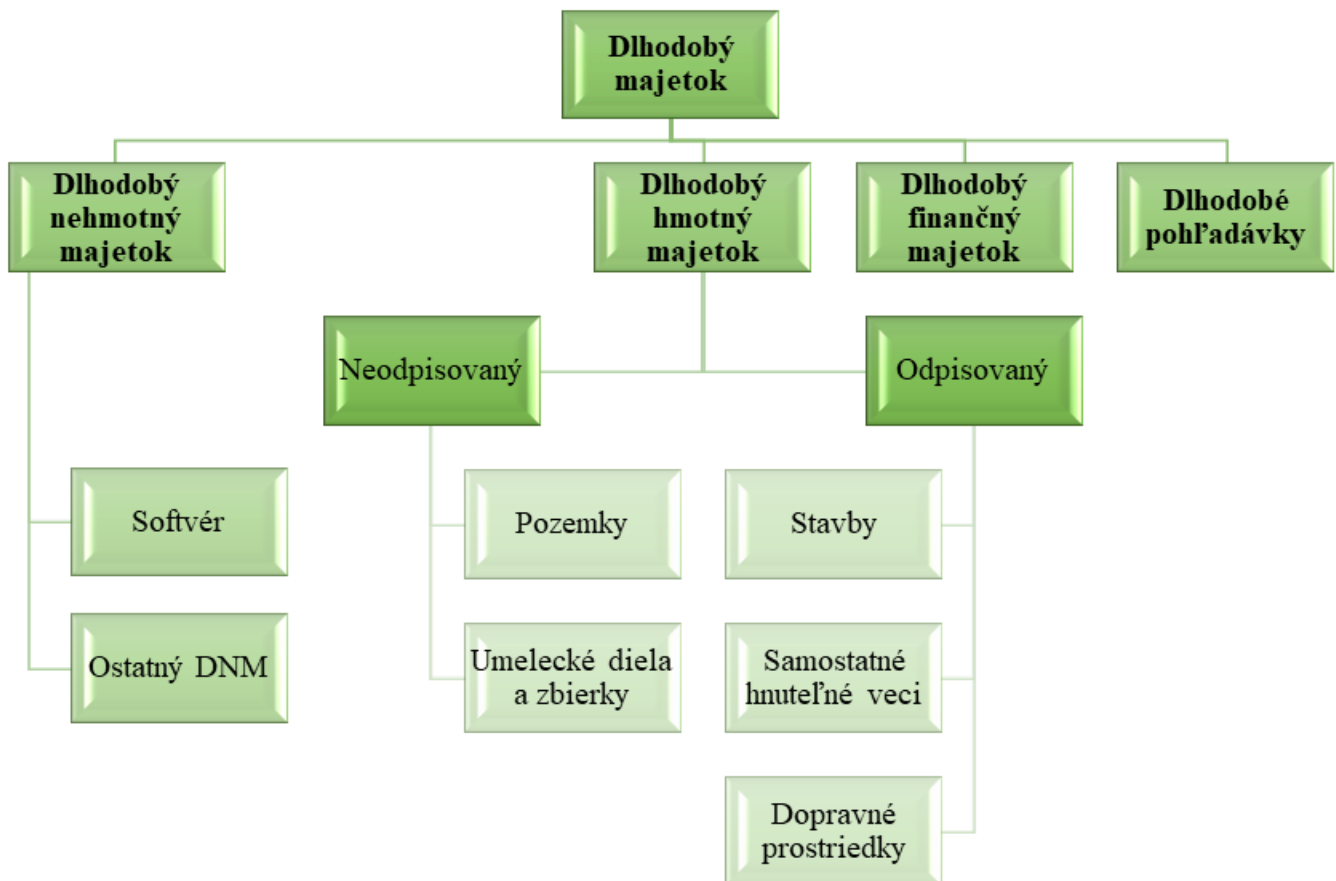 Dlhodobý
majetok
Dlhodobý
nehmotný
majetok
Dlhodobý
hmotný
majetok
Dlhodobý
finančný
majetok
Dlhodobé
pohľadávky
Neodpisovaný
Odpisovaný
Softvér
Pozemky
Stavby
Ostatný DNM
Umelecké diela
a zbierky
Samostatné
hnuteľné veci
Dopravné
prostriedky